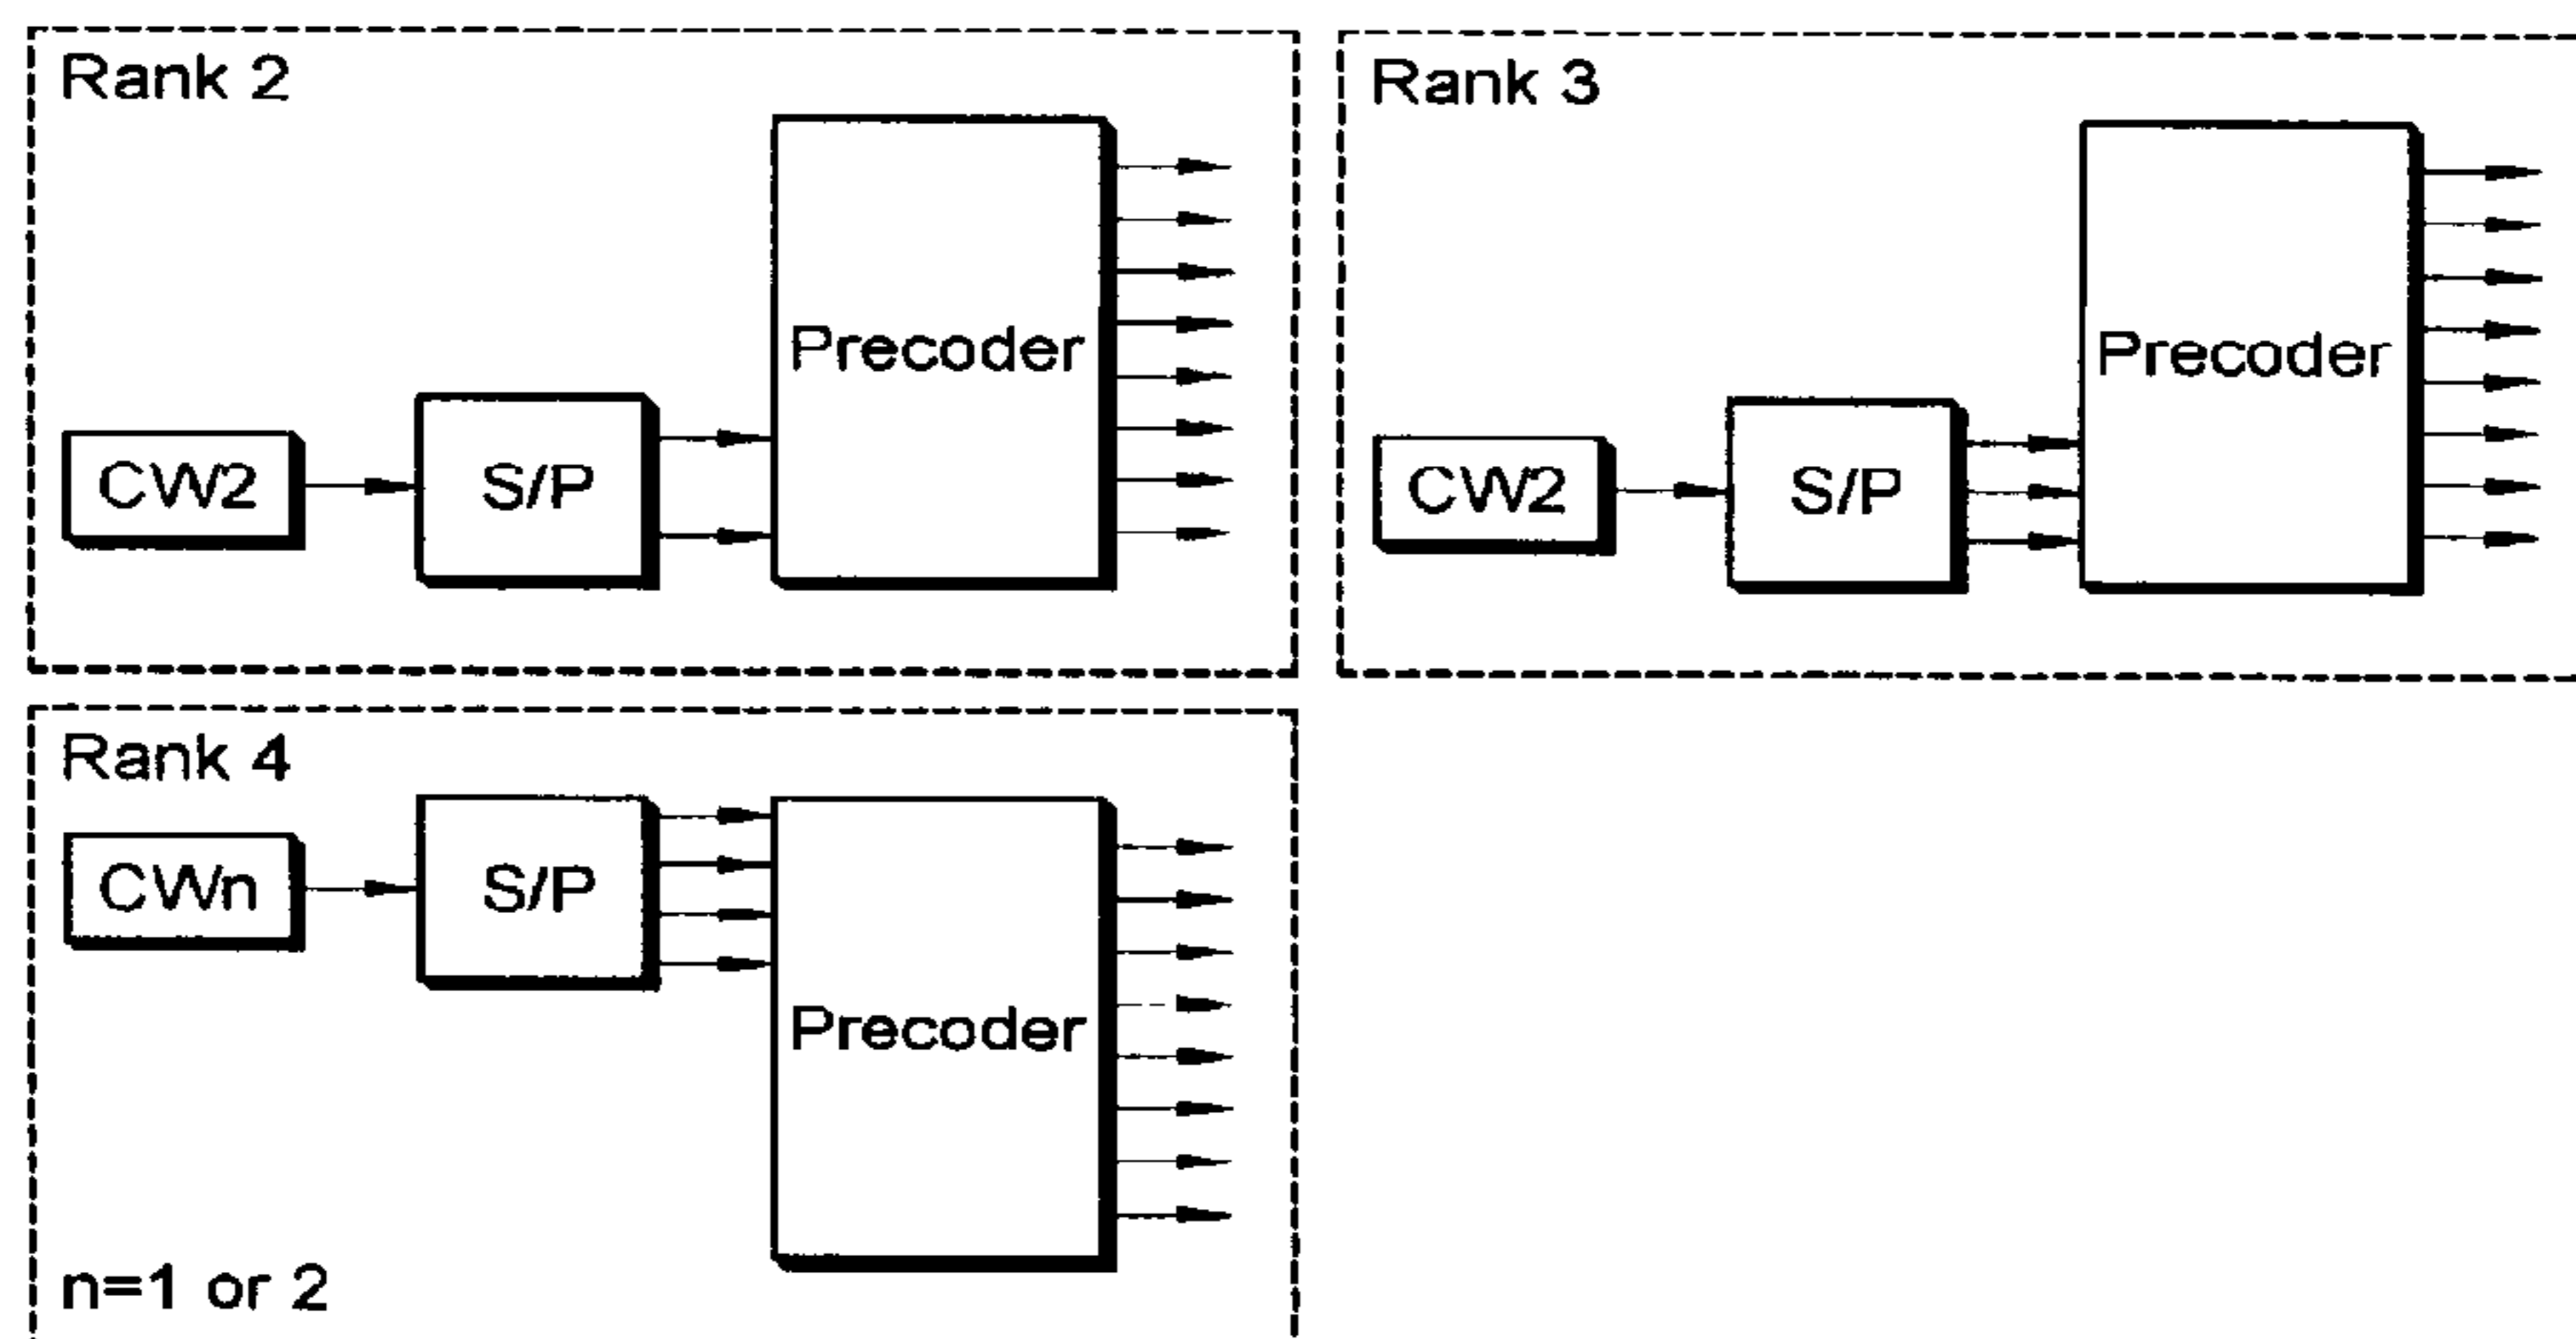 Rank 2
Precoder
CW2
S/P
Rank 3
Precoder
CW2
S/P
Rank 4
CWn
S/P
Precoder
n=1 or 2